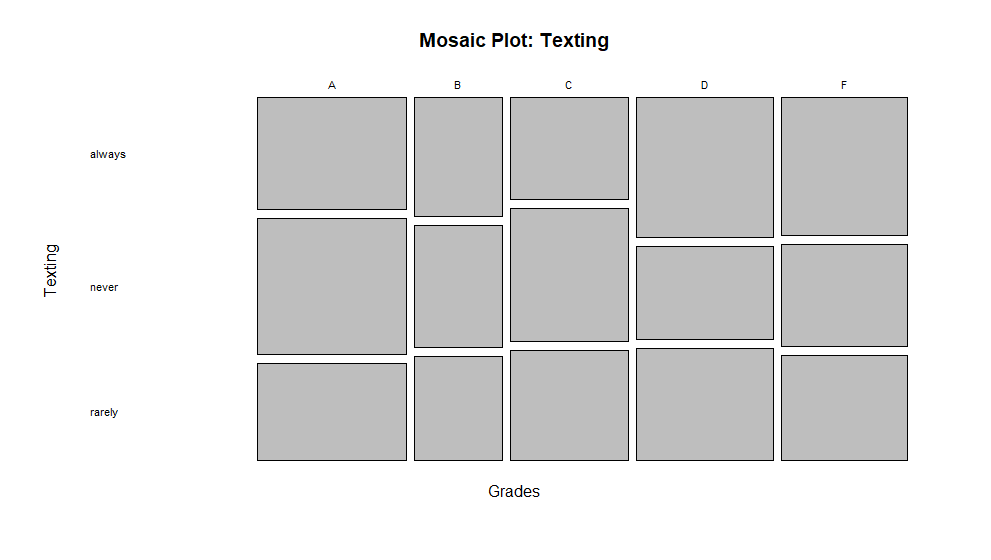 Mosaic Plot: Texting
A B C D F
always
never
rarely
Texting
Grades